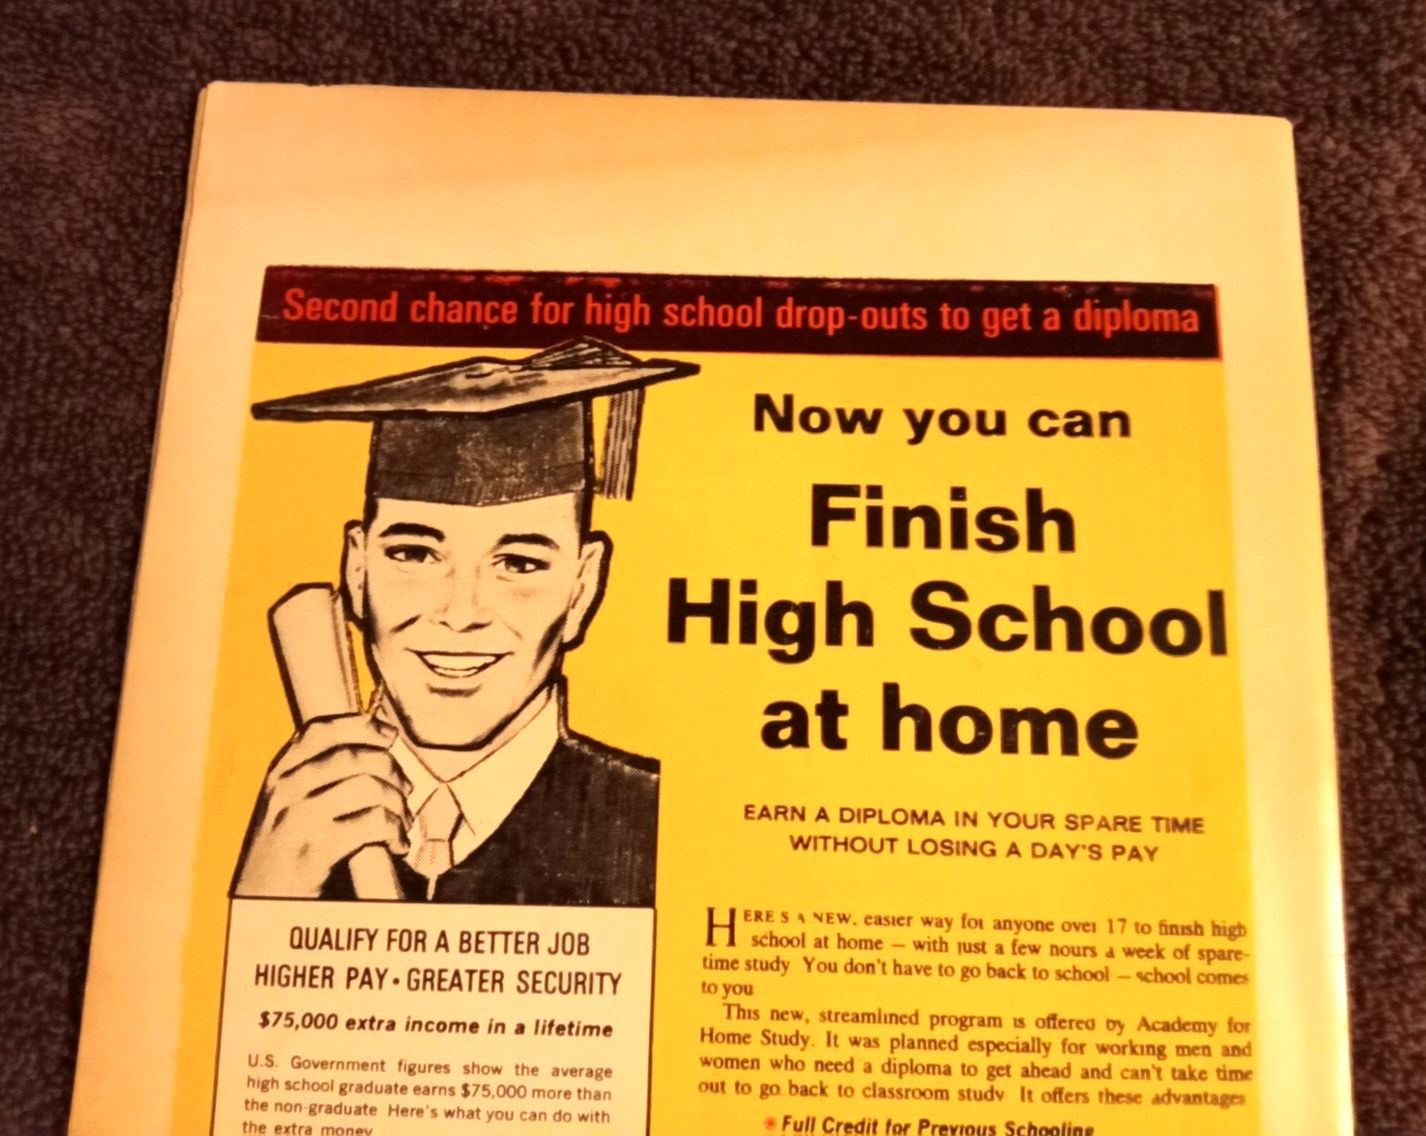 Second chance for high school drop-outs to get a diploma
Now you can
Finish
High School
at home
EARN A DIPLOMA IN YOUR SPARE TIME
WITHOUT LOSING A DAY'S PAY
HERE S A NEW, easier way for anyone over 17 to finish high
school at home — with just a few hours a week of spare-
time study You don't have to go back to school — school comes
to you
This new, streamlined program is offered by Academy for
Home Study. It was planned especially for working men and
women who need a diploma to get ahead and can't take time
out to go back to classroom study It offers these advantages
Full Credit for Previous Schooling
QUALIFY FOR A BETTER JOB
HIGHER PAY • GREATER SECURITY
$75,000 extra income in a lifetime
U.S. Government figures show the average
high school graduate earns $75,000 more than
the non-graduate Here's what you can do with
the extra money